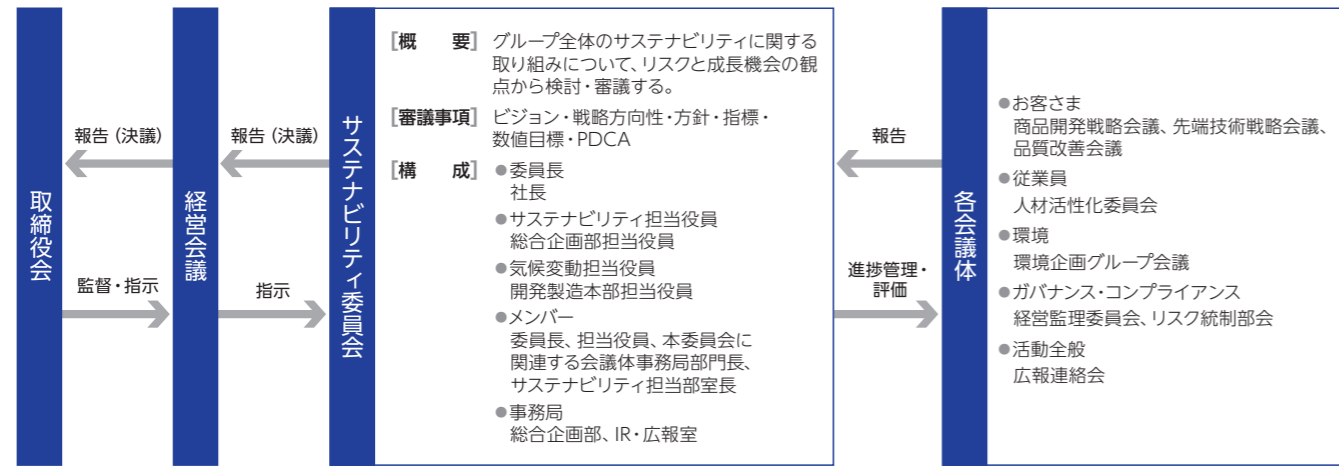 取締役会
報告（決議）
監督・指示
経営会議
報告（決議）
指示
サステナビリティ委員会
［概　要］ グループ全体のサステナビリティに関する
取り組みについて、リスクと成長機会の観
点から検討・審議する。
［審議事項］ ビジョン・戦略方向性・方針・指標・
数値目標・PDCA
［構　成］ ●委員長
社長
●サステナビリティ担当役員
総合企画部担当役員
●気候変動担当役員
開発製造本部担当役員
●メンバー
委員長、担当役員、本委員会に
関連する会議体事務局部門長、
サステナビリティ担当部室長
●事務局
総合企画部、IR・広報室
報告
進捗管理・
評価
各会議体
●お客さま
商品開発戦略会議、先端技術戦略会議、
品質改善会議
●従業員
人材活性化委員会
●環境
環境企画グループ会議
●ガバナンス・コンプライアンス
経営監理委員会、リスク統制部会
●活動全般
広報連絡会